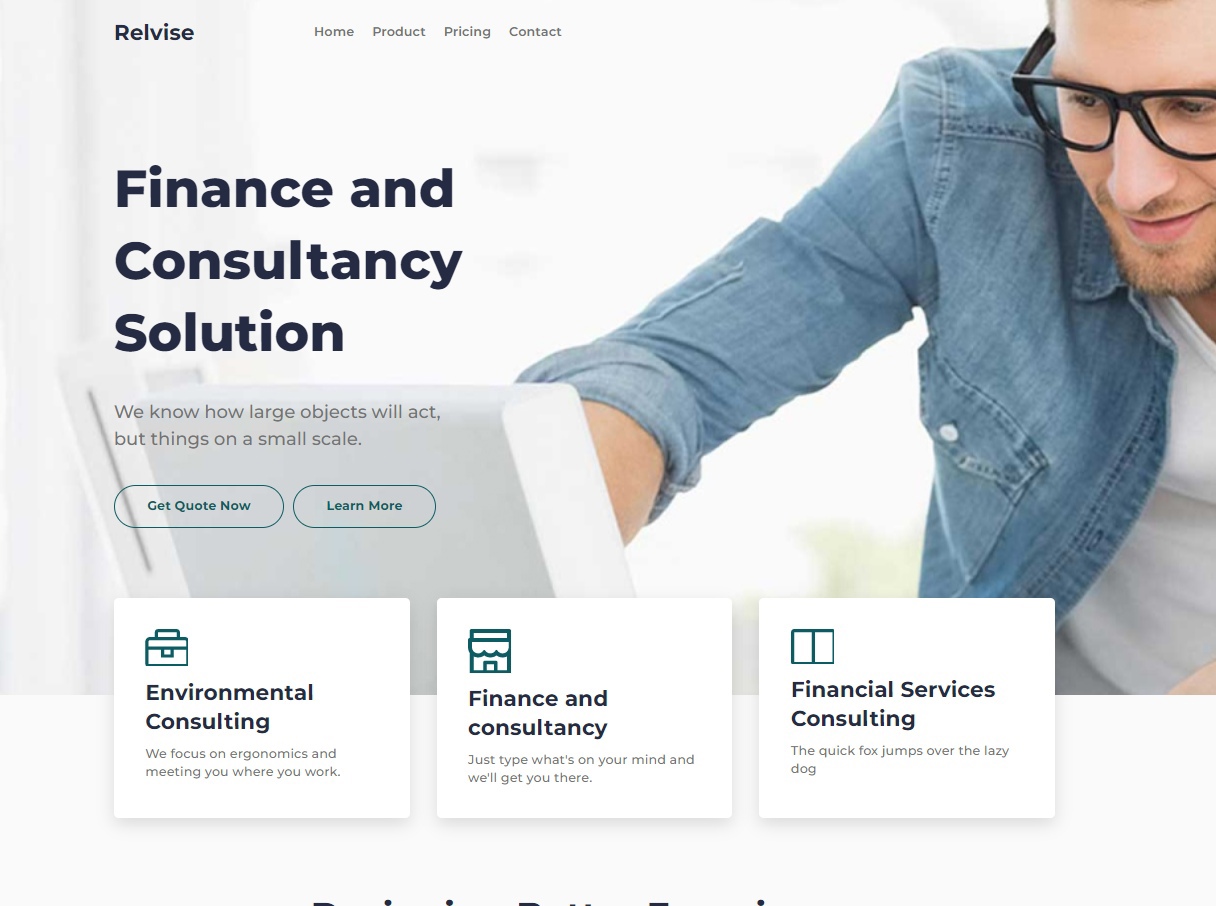 Relvise
Home Product Pricing Contact
Finance and
Consultancy
Solution
We know how large objects will act,
but things on a small scale.
Get Quote Now Learn More
Environmental
Consulting
We focus on ergonomics and
meeting you where you work.
Finance and
consultancy
Just type what's on your mind and
we'll get you there.
Financial Services
Consulting
The quick fox jumps over the lazy
dog